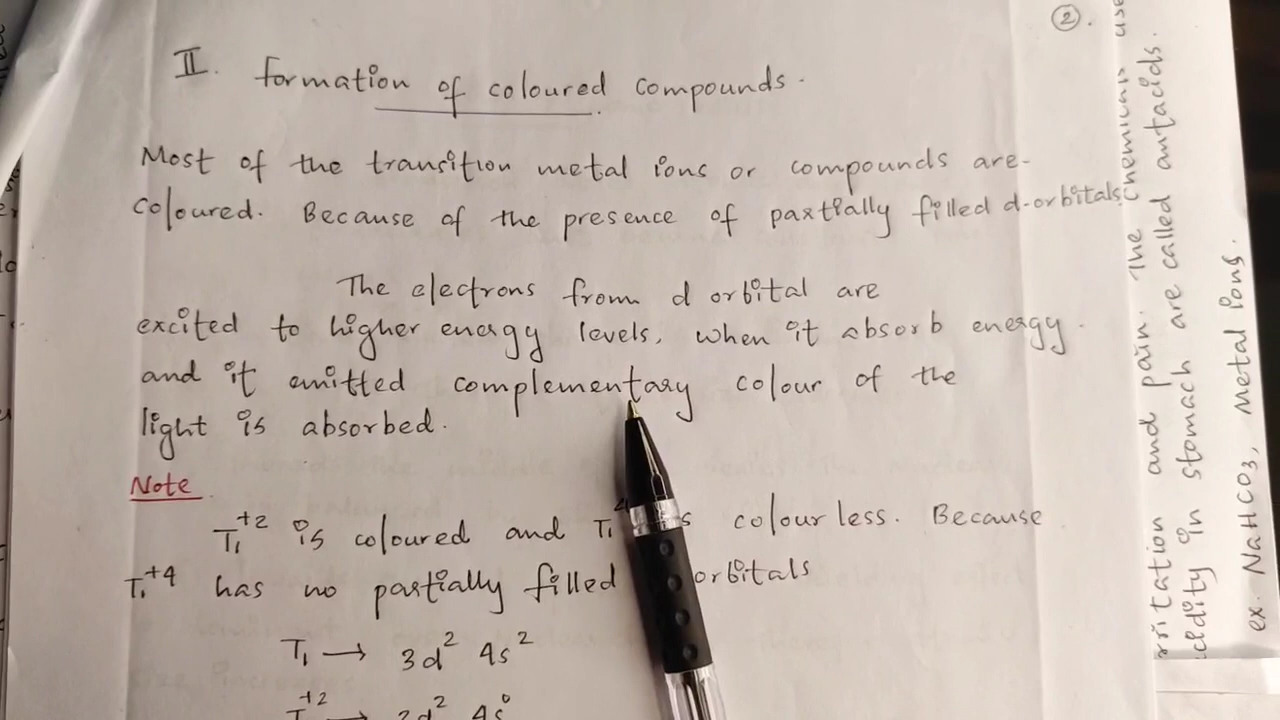 ②.
II. formation of coloured compounds.
Most of the transition metal ions or compounds are-
coloured. Because of the presence of partially filled d-orbitals
The electrons from d orbital are
excited to higher energy levels, when it absorb energy.
and it emitted complementary colour of the
light is absorbed.
Note
Ti+2 is coloured and Ti colourless. Because
Ti+4 has no partially filled orbitals
Ti → 3d2 4s2
+2 4s0
and pain. The chemicals use
in stomach are called antacids.
ex. NaHCO3, metal ions.